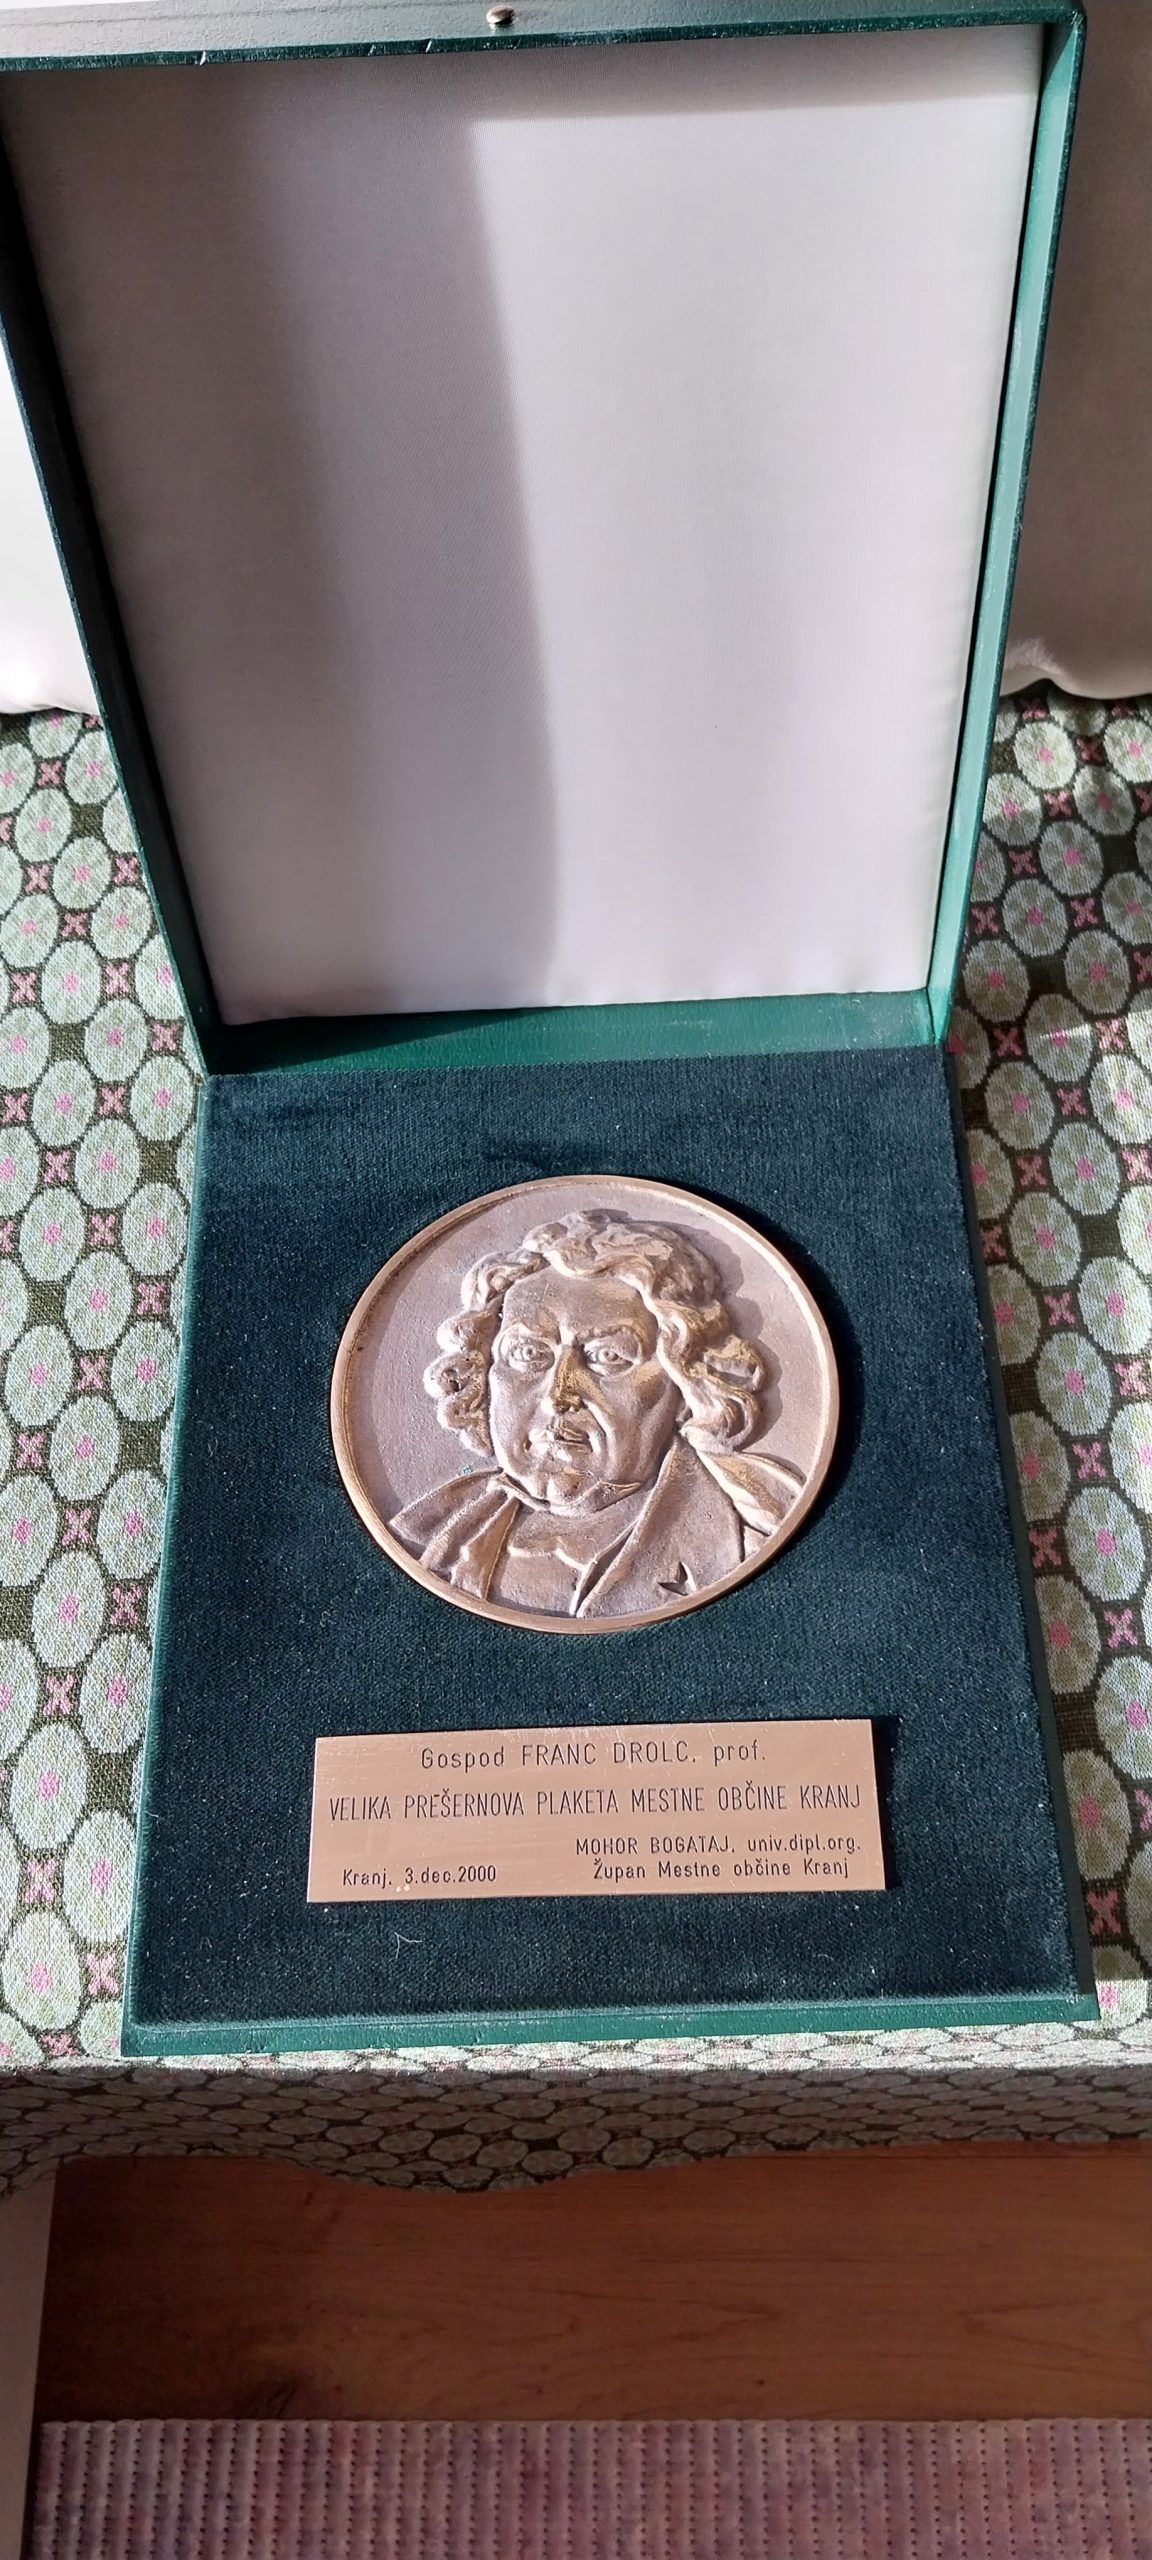 Gospod FRANC DROLC, prof.
VELIKA PREŠERNOVA PLAKETA MESTNE OBČINE KRANJ
MOHOR BOGATAJ, univ.dipl.org.
Kranj, 3.dec.2000 Župan Mestne občine Kranj